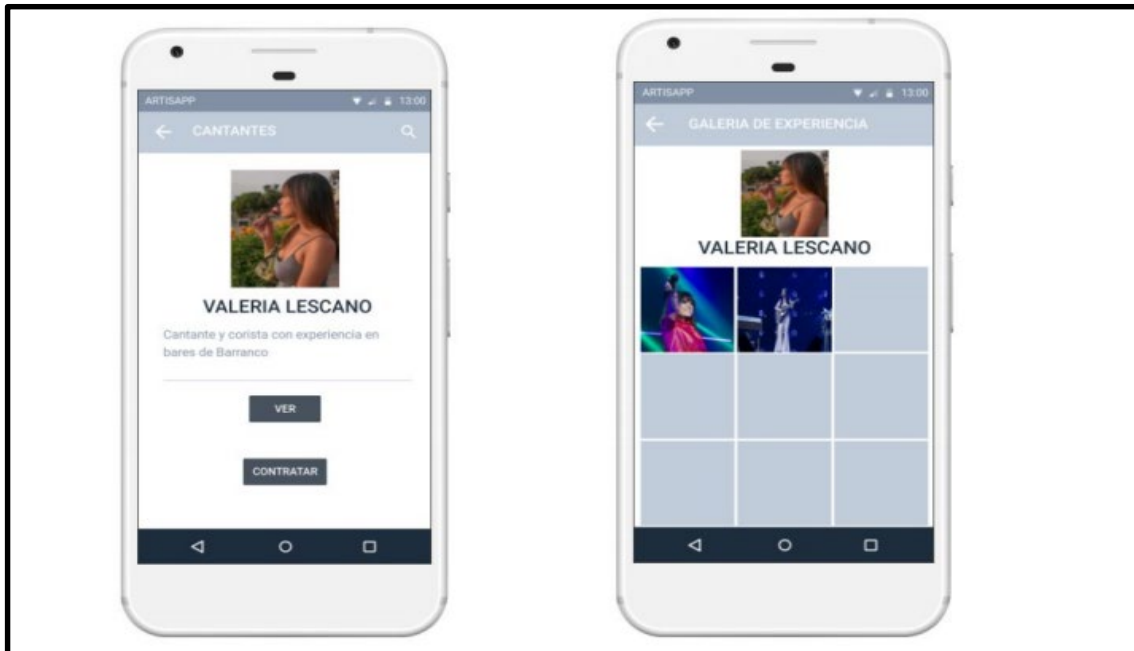 ARTISAPP 13:00
CANTANTES
VALERIA LESCANO
Cantante y corista con experiencia en
bares de Barranco
VER
CONTRATAR
ARTISAPP 13:00
GALERIA DE EXPERIENCIA
VALERIA LESCANO